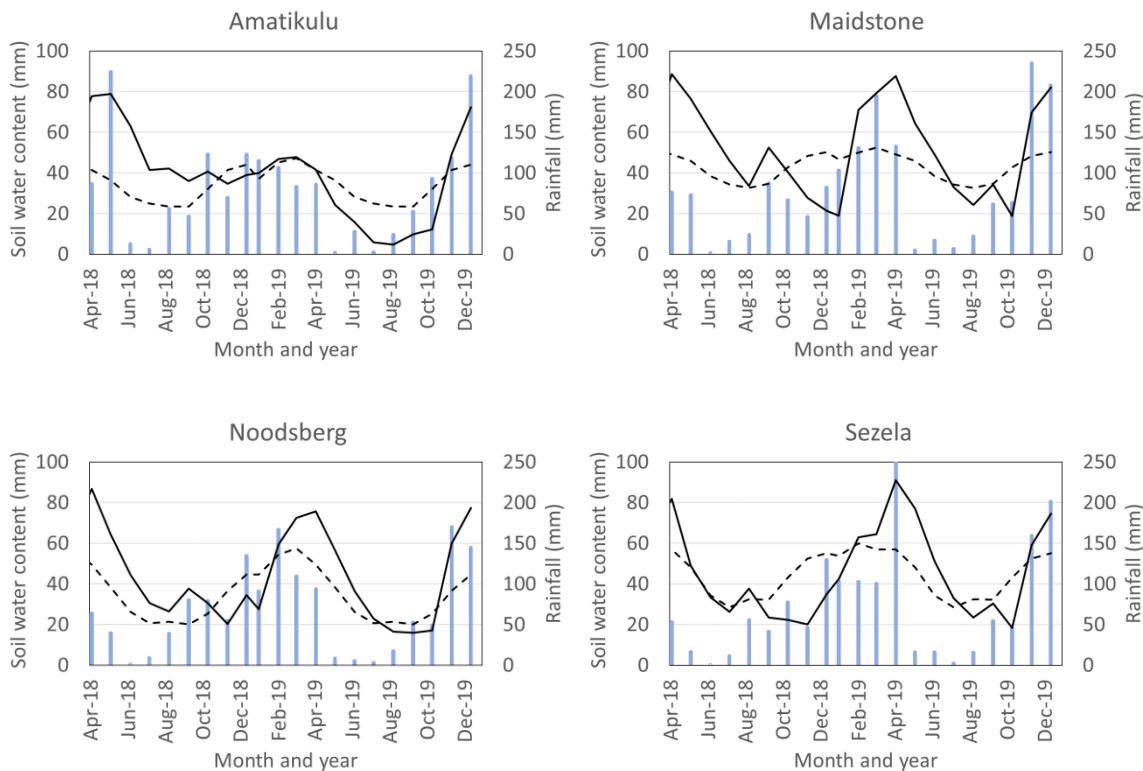 Amatikulu
Soil water content (mm)
100
80
60
40
20
0
250
200
150
100
50
0
Rainfall (mm)
Apr-18
Jun-18
Aug-18
Oct-18
Dec-18
Feb-19
Apr-19
Jun-19
Aug-19
Oct-19
Dec-19
Month and year
Maidstone
Soil water content (mm)
100
80
60
40
20
0
250
200
150
100
50
0
Rainfall (mm)
Apr-18
Jun-18
Aug-18
Oct-18
Dec-18
Feb-19
Apr-19
Jun-19
Aug-19
Oct-19
Dec-19
Month and year
Noodsberg
Soil water content (mm)
100
80
60
40
20
0
250
200
150
100
50
0
Rainfall (mm)
Apr-18
Jun-18
Aug-18
Oct-18
Dec-18
Feb-19
Apr-19
Jun-19
Aug-19
Oct-19
Dec-19
Month and year
Sezela
Soil water content (mm)
100
80
60
40
20
0
250
200
150
100
50
0
Rainfall (mm)
Apr-18
Jun-18
Aug-18
Oct-18
Dec-18
Feb-19
Apr-19
Jun-19
Aug-19
Oct-19
Dec-19
Month and year